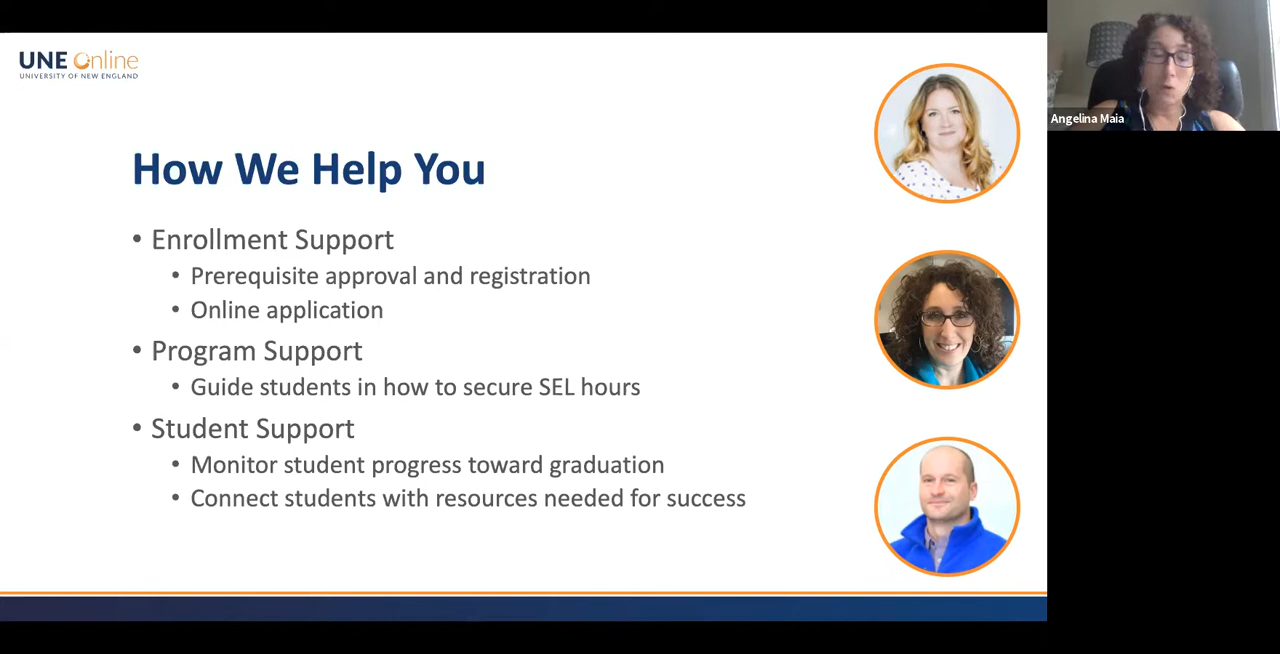 UNE Online
UNIVERSITY OF NEW ENGLAND
Angelina Maia
How We Help You
• Enrollment Support
• Prerequisite approval and registration
• Online application
• Program Support
• Guide students in how to secure SEL hours
• Student Support
• Monitor student progress toward graduation
• Connect students with resources needed for success